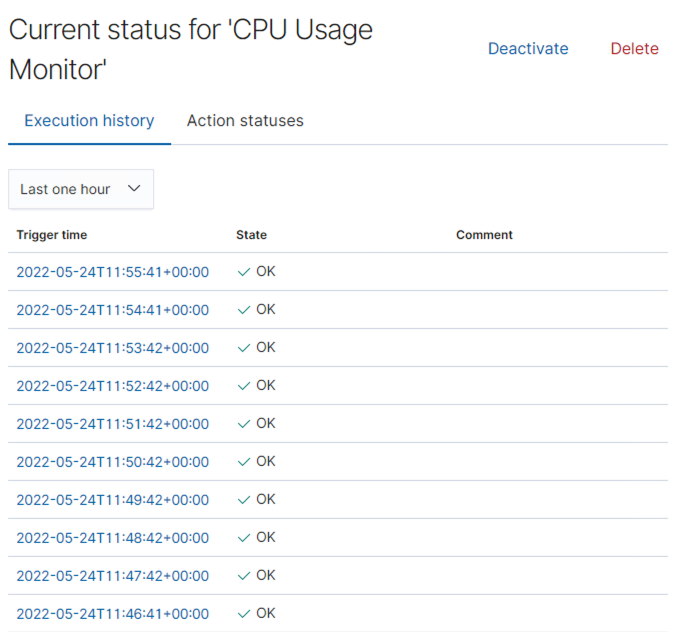 Current status for 'CPU Usage
Monitor'
Deactivate
Delete
Execution history
Action statuses
Last one hour
Trigger time State Comment
2022-05-24T11:55:41+00:00 OK
2022-05-24T11:54:41+00:00 OK
2022-05-24T11:53:42+00:00 OK
2022-05-24T11:52:42+00:00 OK
2022-05-24T11:51:42+00:00 OK
2022-05-24T11:50:42+00:00 OK
2022-05-24T11:49:42+00:00 OK
2022-05-24T11:48:42+00:00 OK
2022-05-24T11:47:42+00:00 OK
2022-05-24T11:46:41+00:00 OK